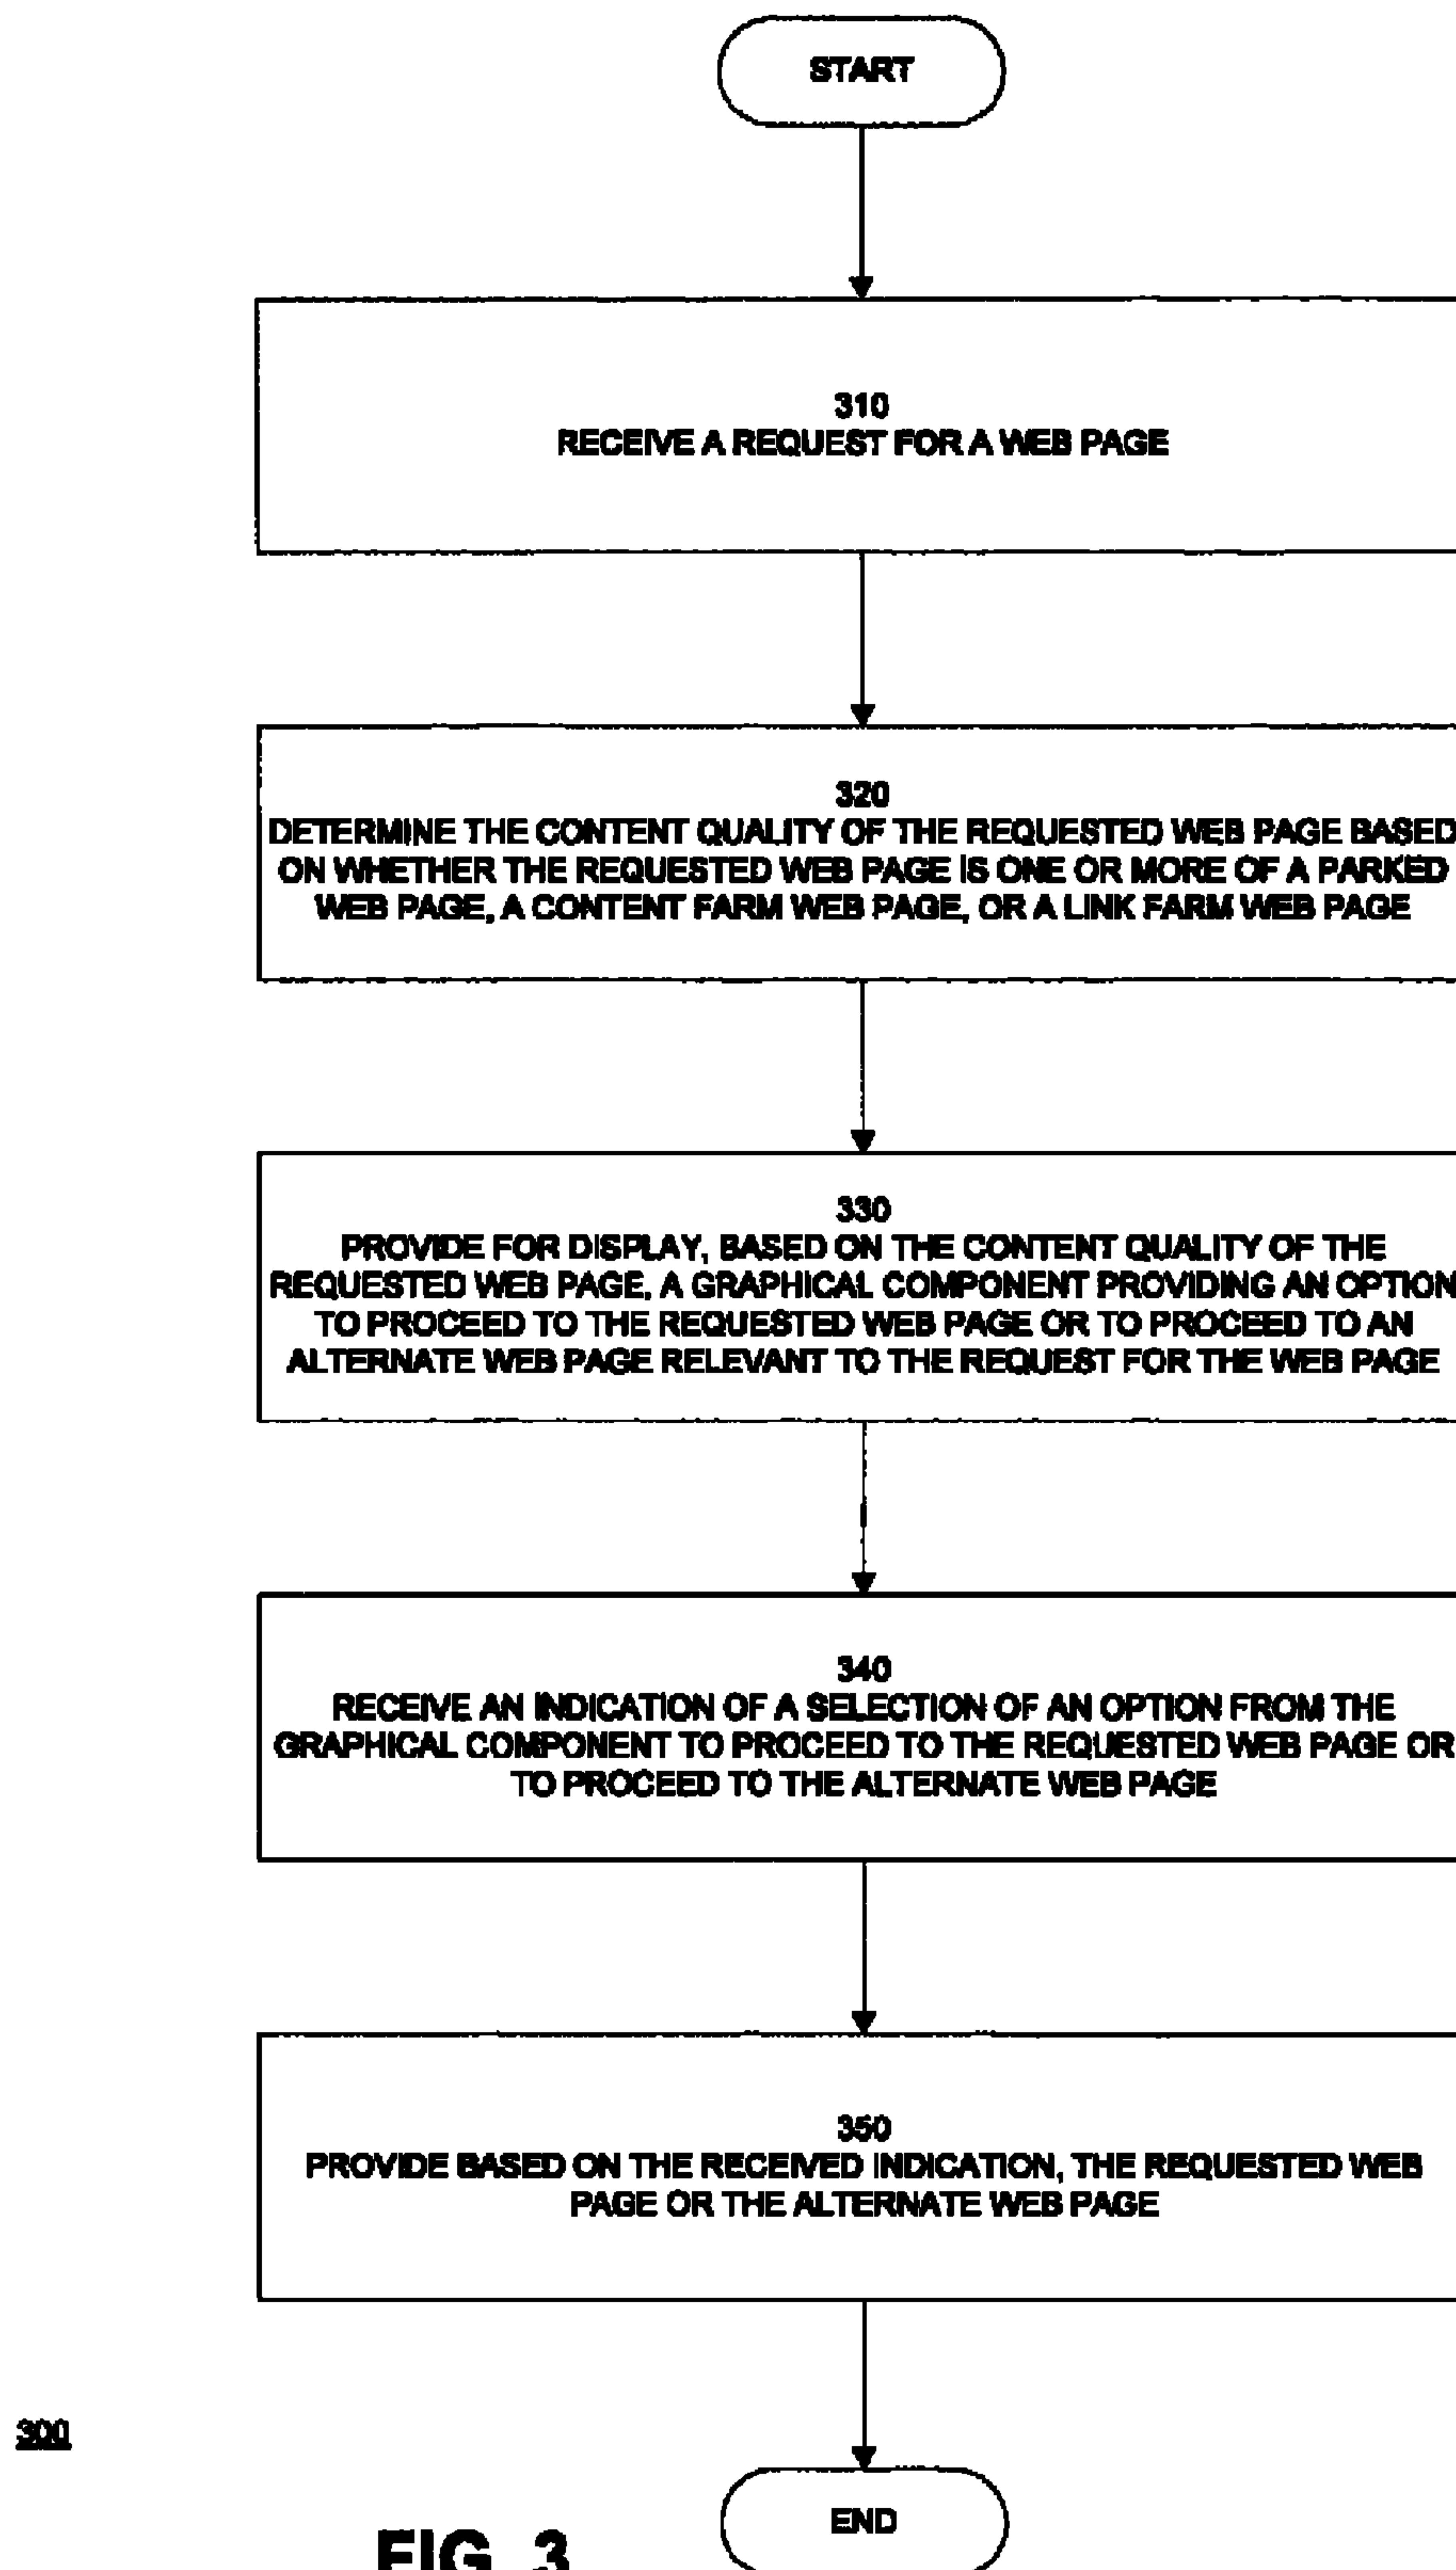 START
310
RECEIVE A REQUEST FOR A WEB PAGE
320
DETERMINE THE CONTENT QUALITY OF THE REQUESTED WEB PAGE BASED
ON WHETHER THE REQUESTED WEB PAGE IS ONE OR MORE OF A PARKED
WEB PAGE, A CONTENT FARM WEB PAGE, OR A LINK FARM WEB PAGE
330
PROVIDE FOR DISPLAY, BASED ON THE CONTENT QUALITY OF THE
REQUESTED WEB PAGE, A GRAPHICAL COMPONENT PROVIDING AN OPTION
TO PROCEED TO THE REQUESTED WEB PAGE OR TO PROCEED TO AN
ALTERNATE WEB PAGE RELEVANT TO THE REQUEST FOR THE WEB PAGE
340
RECEIVE AN INDICATION OF A SELECTION OF AN OPTION FROM THE
GRAPHICAL COMPONENT TO PROCEED TO THE REQUESTED WEB PAGE OR
TO PROCEED TO THE ALTERNATE WEB PAGE
350
PROVIDE BASED ON THE RECEIVED INDICATION, THE REQUESTED WEB
PAGE OR THE ALTERNATE WEB PAGE
300
END
FIG. 3